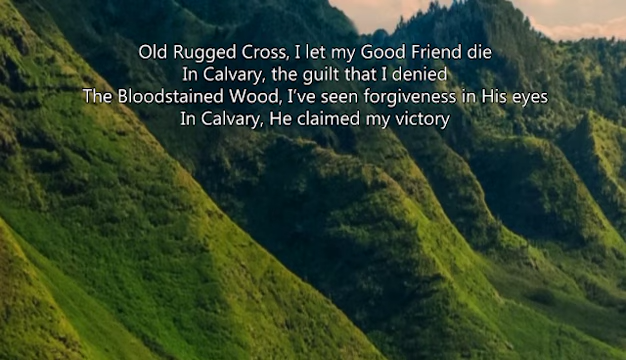 Old Rugged Cross, I let my Good Friend die
In Calvary, the guilt that I denied
The Bloodstained Wood, I've seen forgiveness in His eyes
In Calvary, He claimed my victory